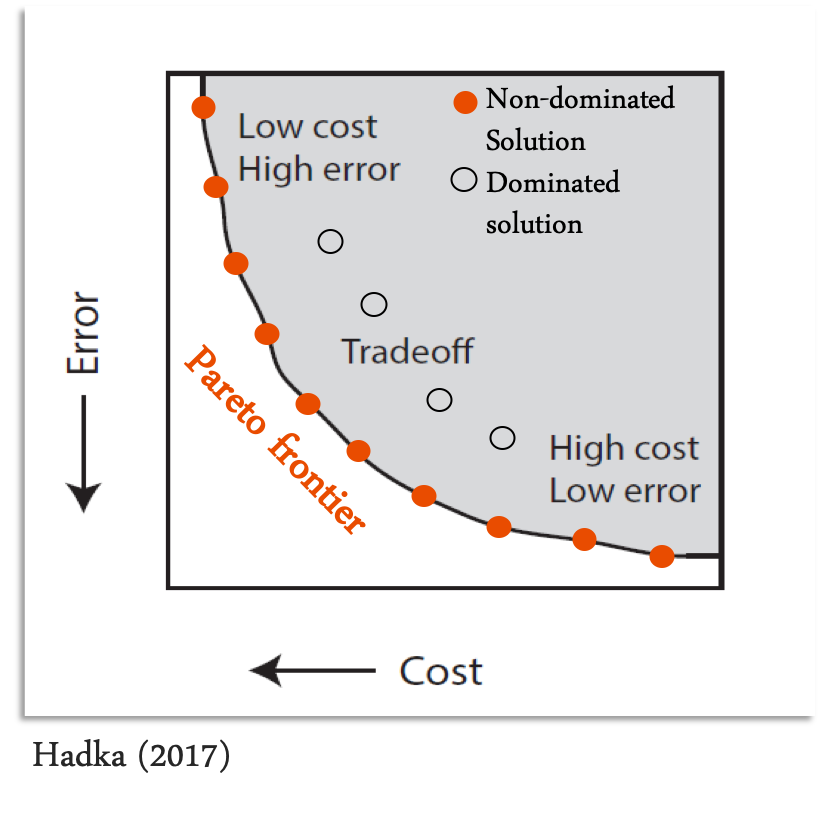 Non-dominated
Solution
Dominated
solution
Low cost
High error
Tradeoff
High cost
Low error
Pareto frontier
Error
Cost
Hadka (2017)